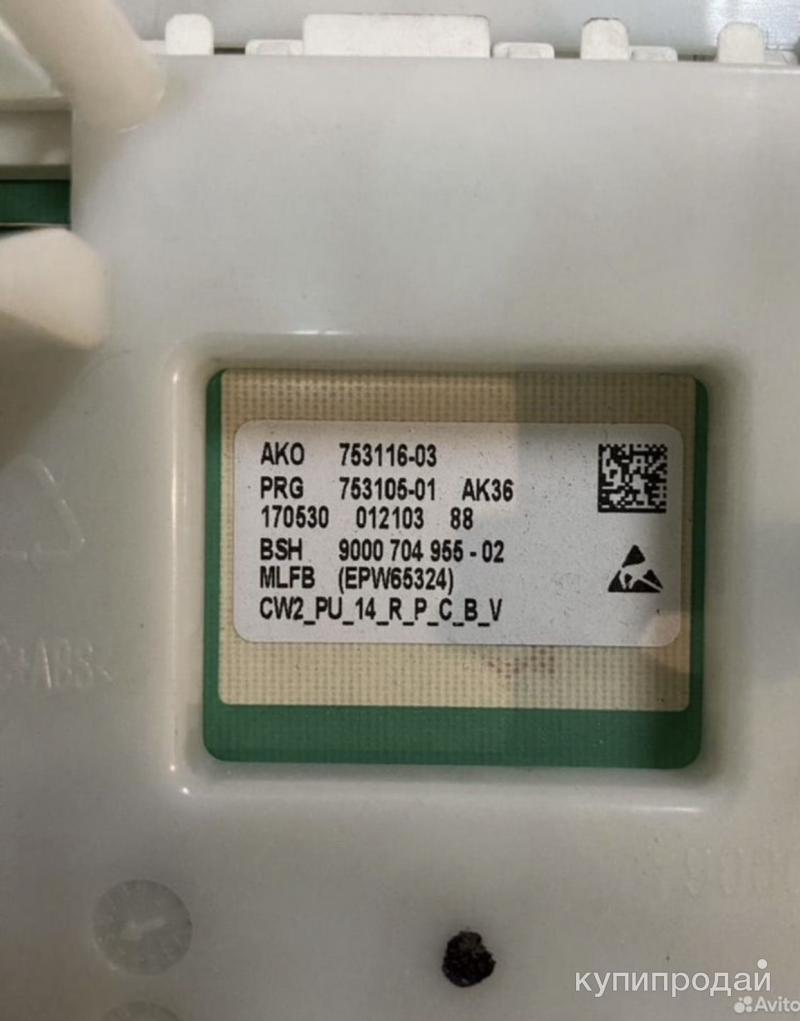 AKO 753116-03
PRG 753105-01 AK36
170530 012103 88
BSH 9000 704 955 - 02
MLFB (EPW65324)
CW2_PU_14_R_P_C_B_V
купипродай
Avito